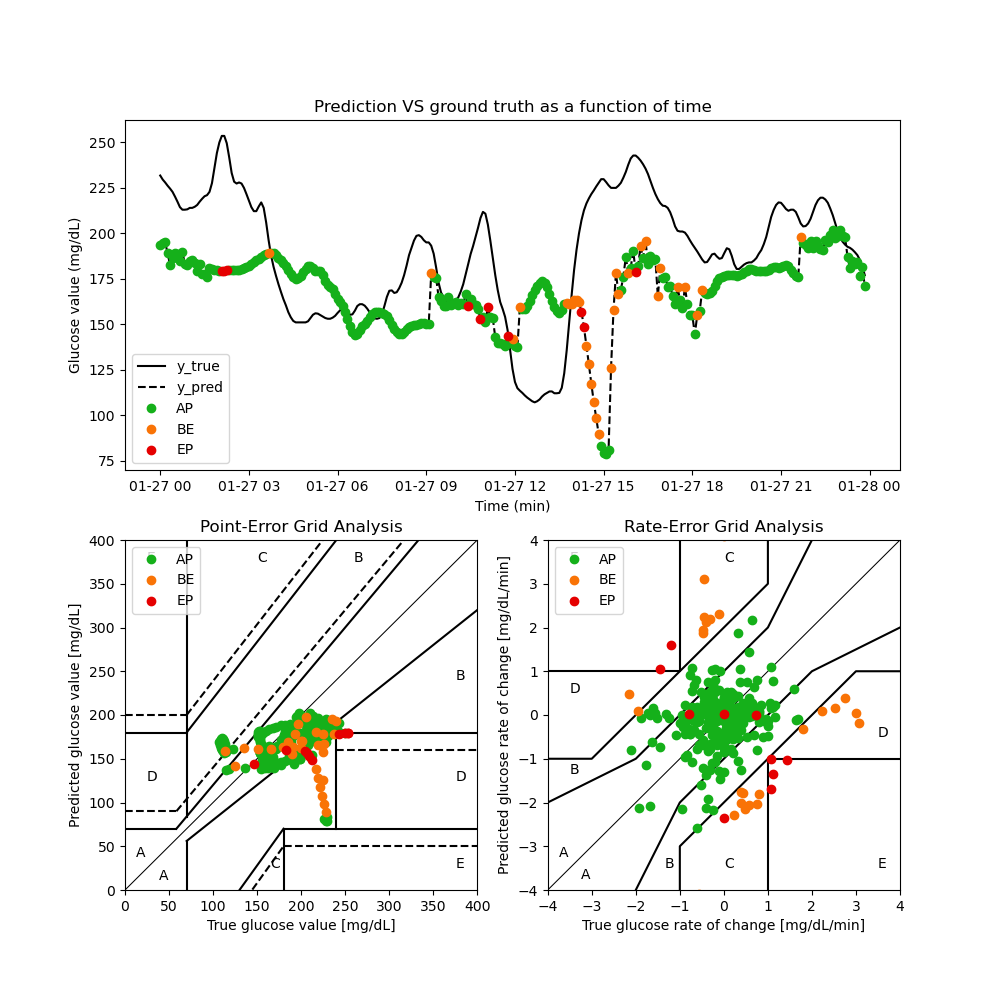 Prediction VS ground truth as a function of time
Glucose value (mg/dL)
250
225
200
175
150
125
100
75
y_true
y_pred
AP
BE
EP
01-27 00 01-27 03 01-27 06 01-27 09 01-27 12 01-27 15 01-27 18 01-27 21 01-28 00
Time (min)
Point-Error Grid Analysis
Predicted glucose value [mg/dL]
400
350
300
250
200
150
100
50
0
AP
BE
EP
C
B
B
D
D
A
A
C
E
0 50 100 150 200 250 300 350 400
True glucose value [mg/dL]
Rate-Error Grid Analysis
Predicted glucose rate of change [mg/dL/min]
4
3
2
1
0
−1
−2
−3
−4
AP
BE
EP
C
D
D
B
A
A
B
C
E
−4 −3 −2 −1 0 1 2 3 4
True glucose rate of change [mg/dL/min]